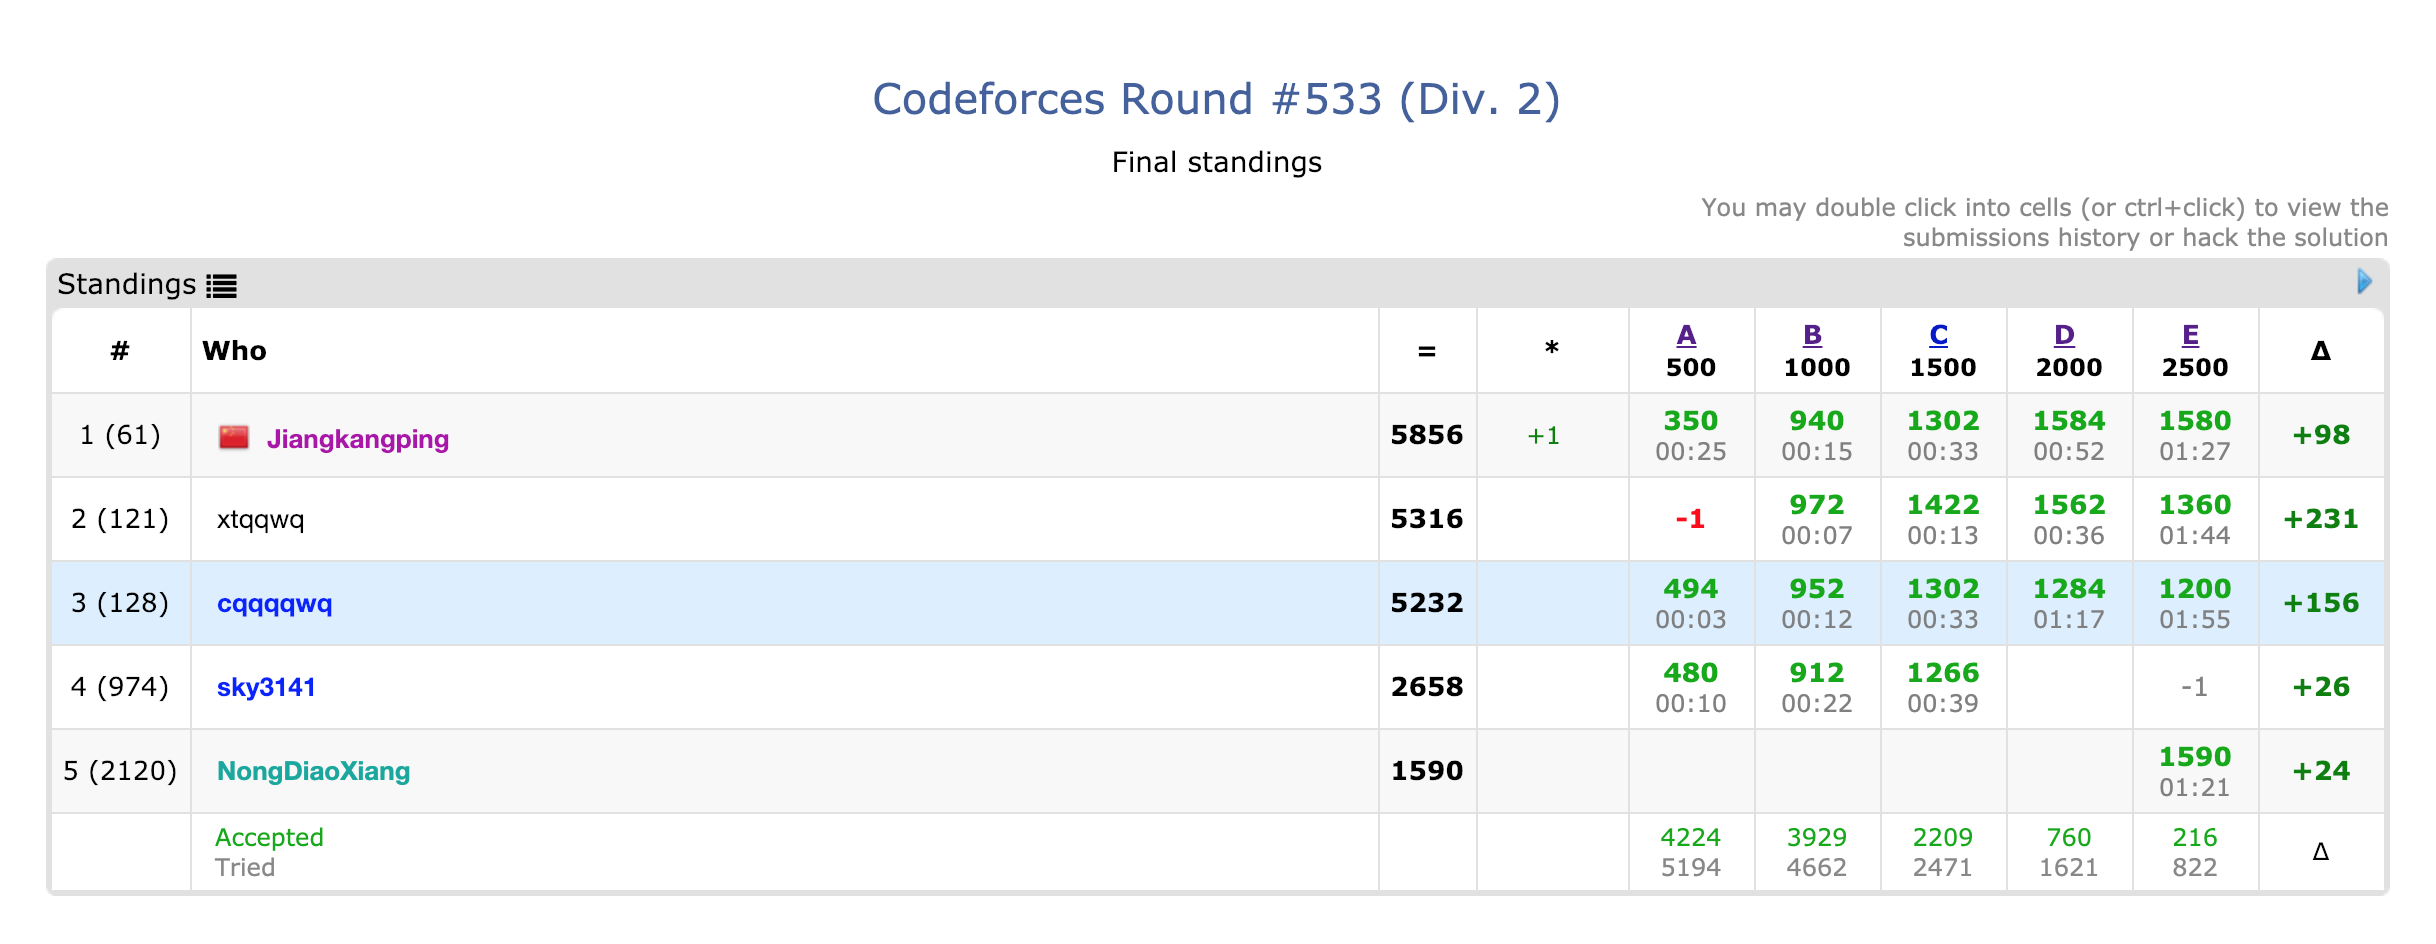 Codeforces Round #533 (Div. 2)
Final standings
You may double click into cells (or ctrl+click) to view the
submissions history or hack the solution
Standings
# Who = * A B C D E Δ
500 1000 1500 2000 2500
1 (61) Jiangkangping 5856 +1 350 940 1302 1584 1580 +98
00:25 00:15 00:33 00:52 01:27
2 (121) xtqqwq 5316 -1 972 1422 1562 1360 +231
00:07 00:13 00:36 01:44
3 (128) cqqqqwq 5232 494 952 1302 1284 1200 +156
00:03 00:12 00:33 01:17 01:55
4 (974) sky3141 2658 480 912 1266 -1 +26
00:10 00:22 00:39
5 (2120) NongDiaoXiang 1590 1590 +24
01:21
Accepted 4224 3929 2209 760 216 Δ
Tried 5194 4662 2471 1621 822